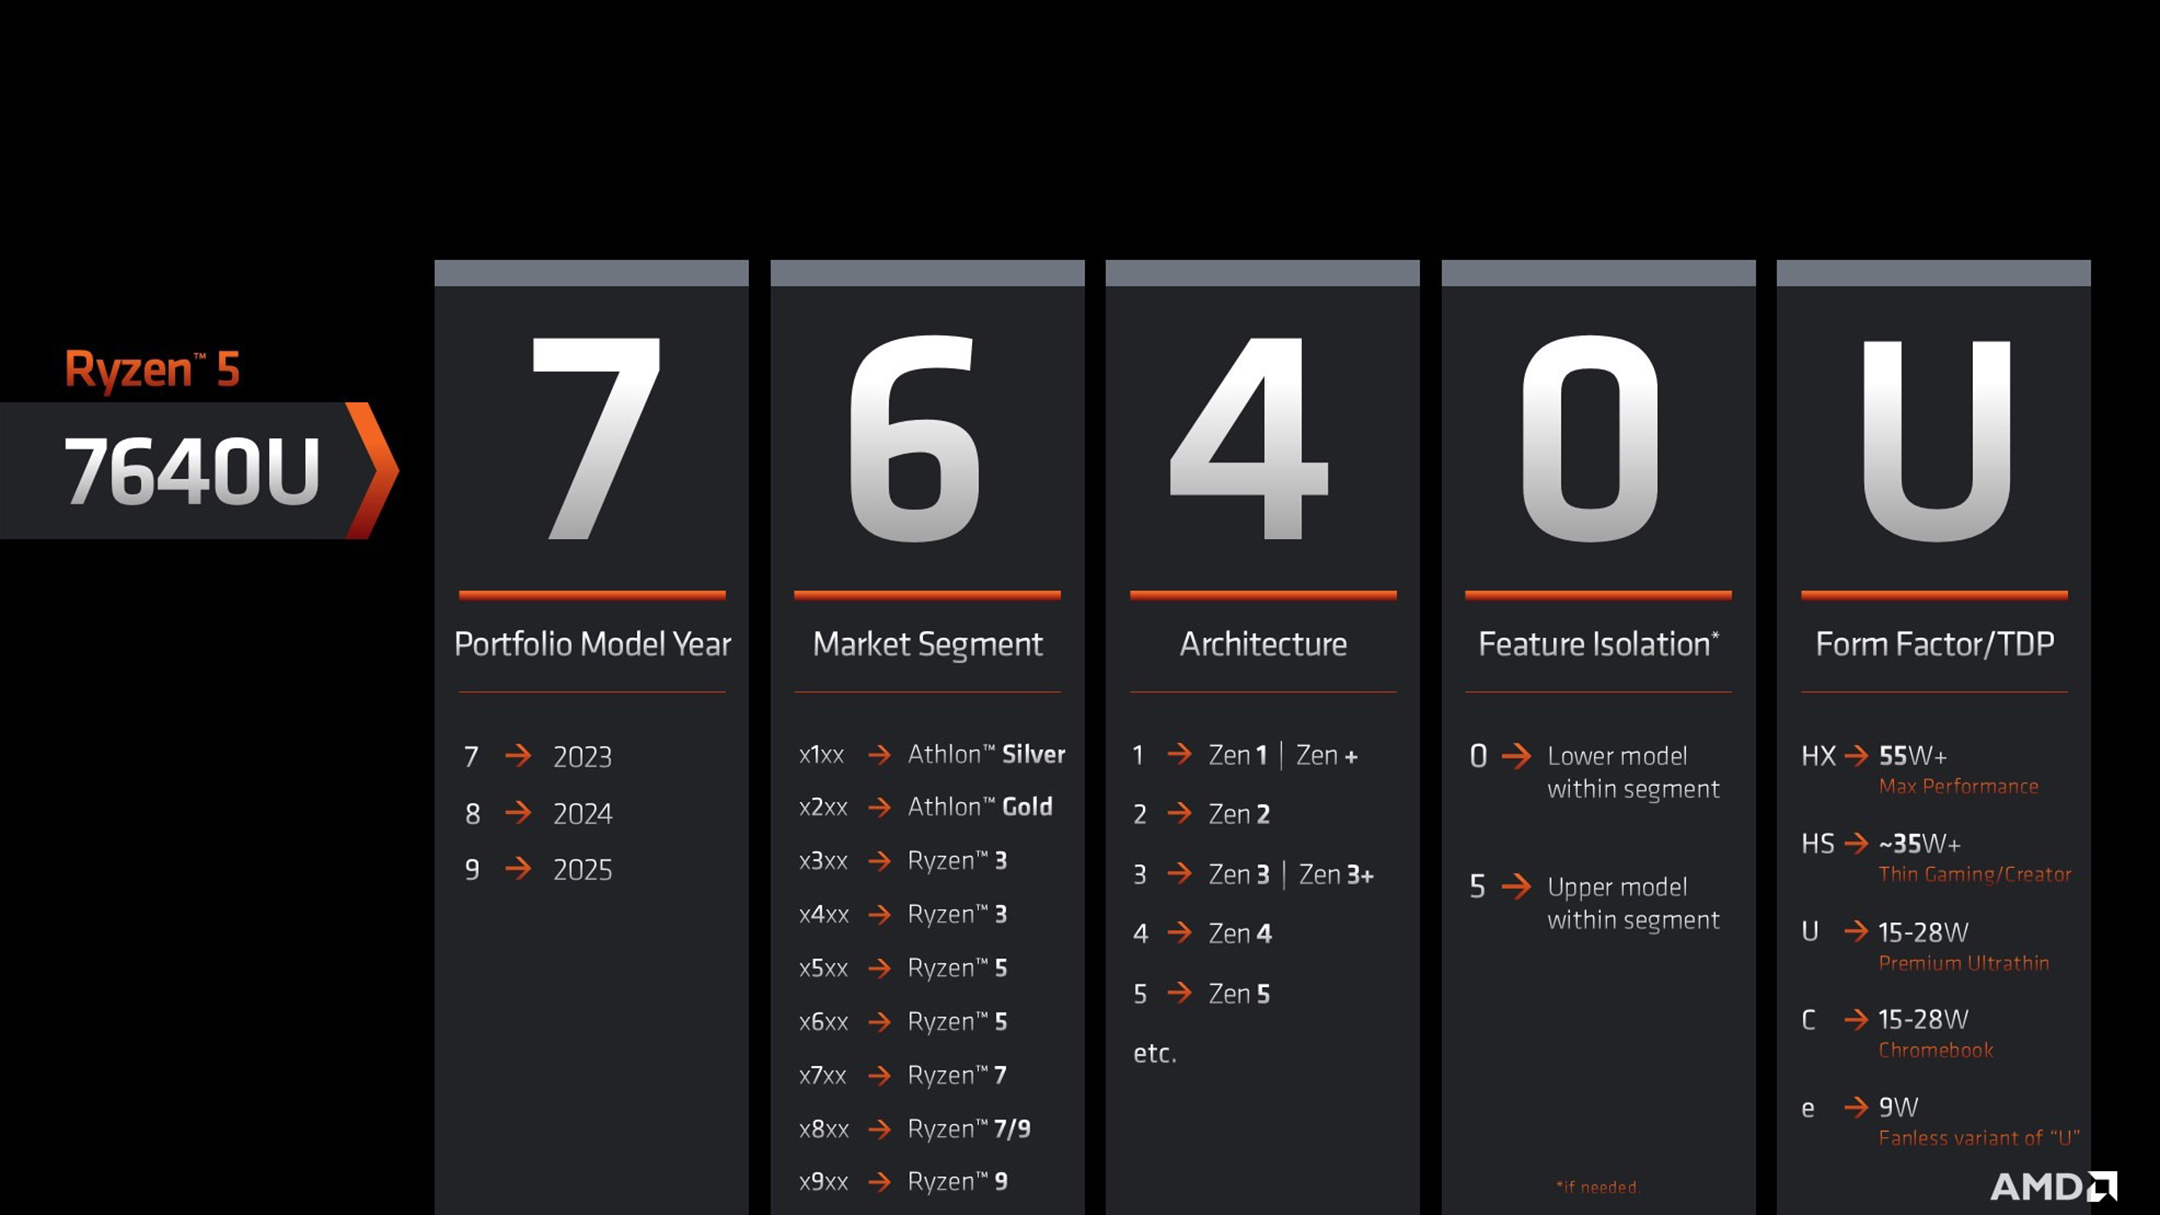 Ryzen™ 5
7640U
7
Portfolio Model Year
7 → 2023
8 → 2024
9 → 2025
6
Market Segment
x1xx → Athlon™ Silver
x2xx → Athlon™ Gold
x3xx → Ryzen™ 3
x4xx → Ryzen™ 3
x5xx → Ryzen™ 5
x6xx → Ryzen™ 5
x7xx → Ryzen™ 7
x8xx → Ryzen™ 7/9
x9xx → Ryzen™ 9
4
Architecture
1 → Zen 1 | Zen +
2 → Zen 2
3 → Zen 3 | Zen 3+
4 → Zen 4
5 → Zen 5
etc.
0
Feature Isolation*
0 → Lower model
within segment
5 → Upper model
within segment
*if needed.
U
Form Factor/TDP
HX → 55W+
Max Performance
HS → ~35W+
Thin Gaming/Creator
U → 15-28W
Premium Ultrathin
C → 15-28W
Chromebook
e → 9W
Fanless variant of "U"
AMD